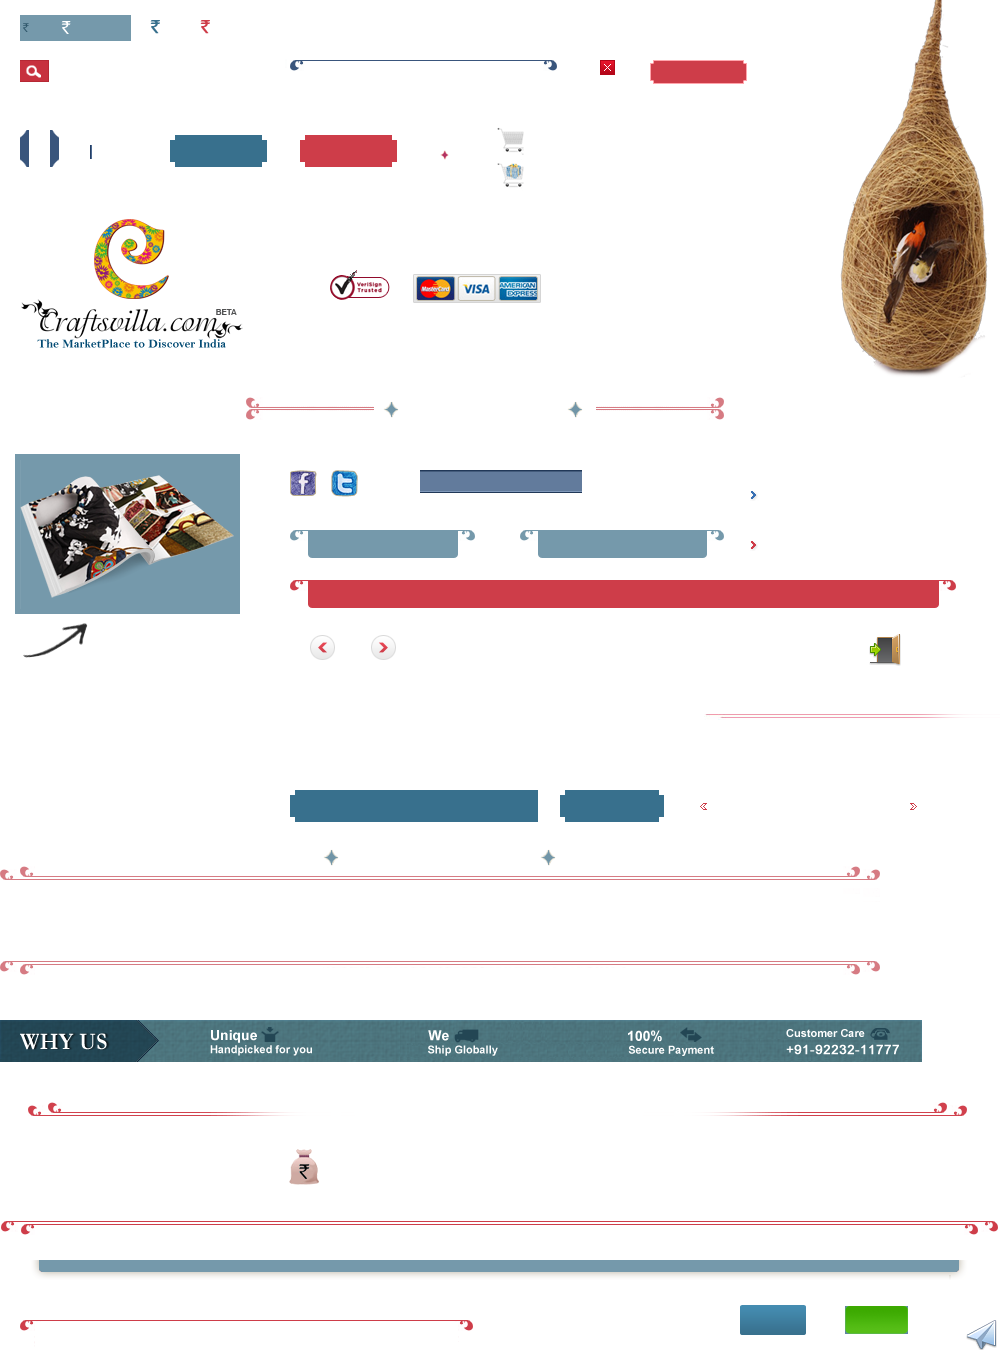 ₹ ₹ ₹ ₹
VeriSign
Trusted
MasterCard
VISA
AMERICAN
EXPRESS
Craftsvilla.com
BETA
The MarketPlace to Discover India
f t
WHY US
Unique
Handpicked for you
We
Ship Globally
100%
Secure Payment
Customer Care
+91-92232-11777
₹